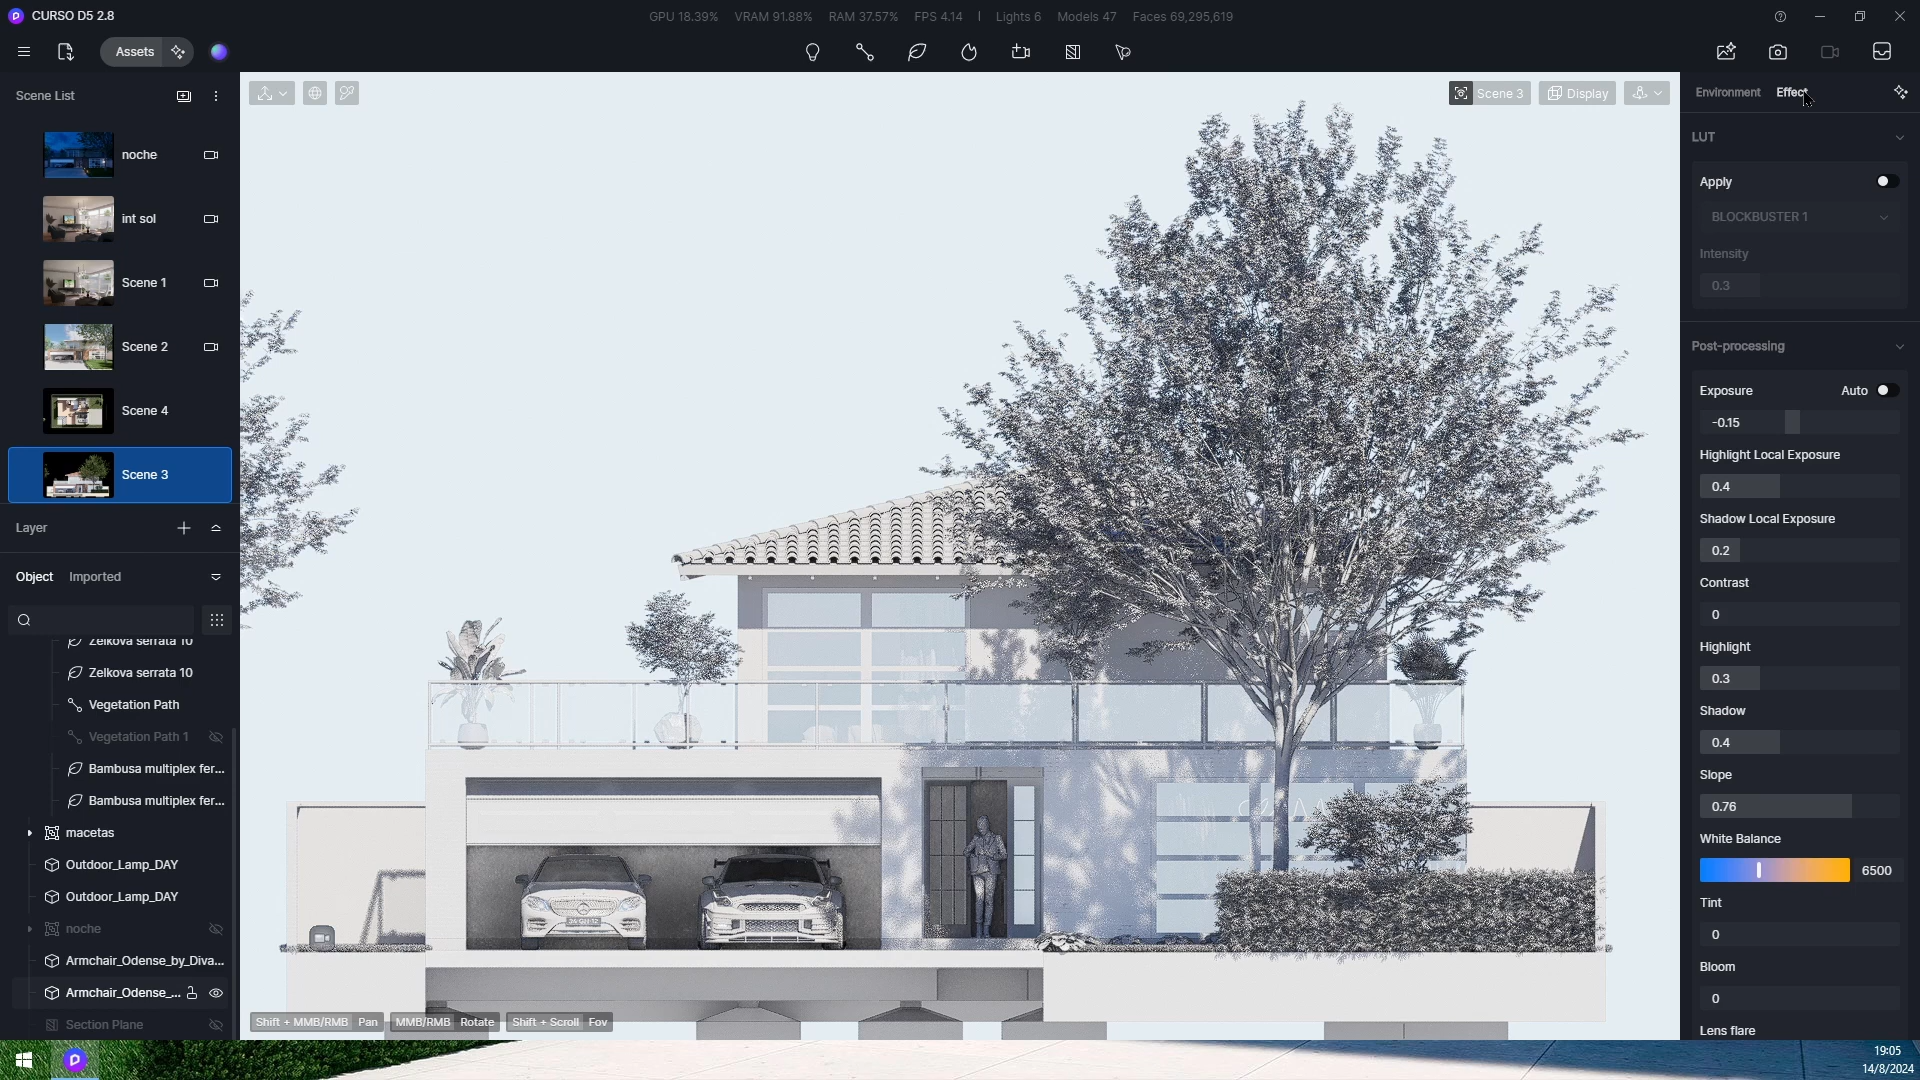 CURSO D5 2.8
GPU 18.39% VRAM 91.88% RAM 37.57% FPS 4.14 | Lights 6 Models 47 Faces 69,295,619
Assets
Scene List
noche
int sol
Scene 1
Scene 2
Scene 4
Scene 3
Layer
Object Imported
Zelkova serrata 10
Zelkova serrata 10
Vegetation Path
Vegetation Path 1
Bambusa multiplex fer...
Bambusa multiplex fer...
macetas
Outdoor_Lamp_DAY
Outdoor_Lamp_DAY
noche
Armchair_Odense_by_Diva...
Armchair_Odense_...
Section Plane
Scene 3 Display
Shift + MMB/RMB Pan MMB/RMB Rotate Shift + Scroll Fov
Environment Effect
LUT
Apply
BLOCKBUSTER 1
Intensity
0.3
Post-processing
Exposure Auto
-0.15
Highlight Local Exposure
0.4
Shadow Local Exposure
0.2
Contrast
0
Highlight
0.3
Shadow
0.4
Slope
0.76
White Balance
6500
Tint
0
Bloom
0
Lens flare
19:05
14/8/2024